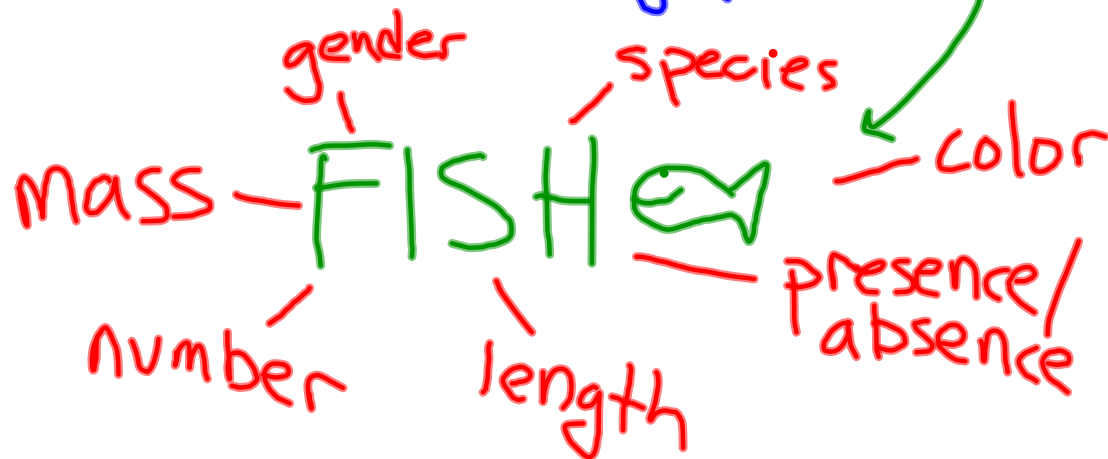 gender
species
mass
FISH
color
number
length
presence/
absence